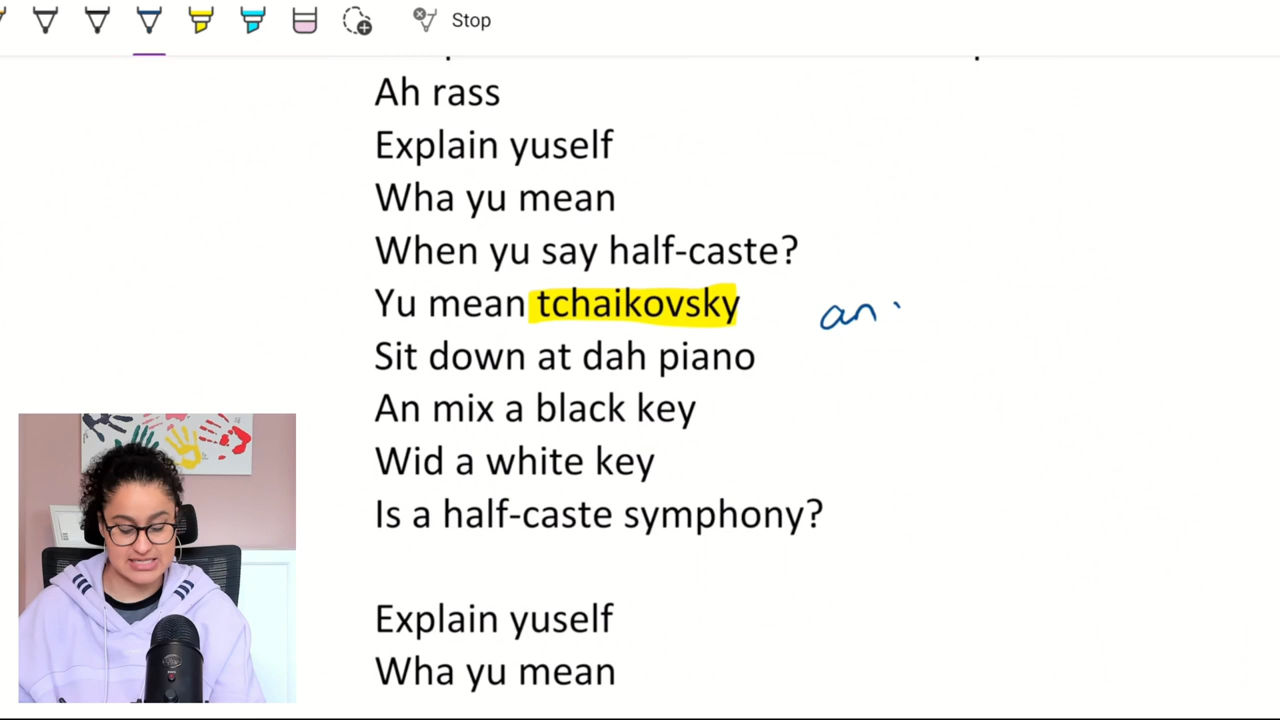 Stop
Ah rass
Explain yuself
Wha yu mean
When yu say half-caste?
Yu mean tchaikovsky
an
Sit down at dah piano
An mix a black key
Wid a white key
Is a half-caste symphony?
Explain yuself
Wha yu mean